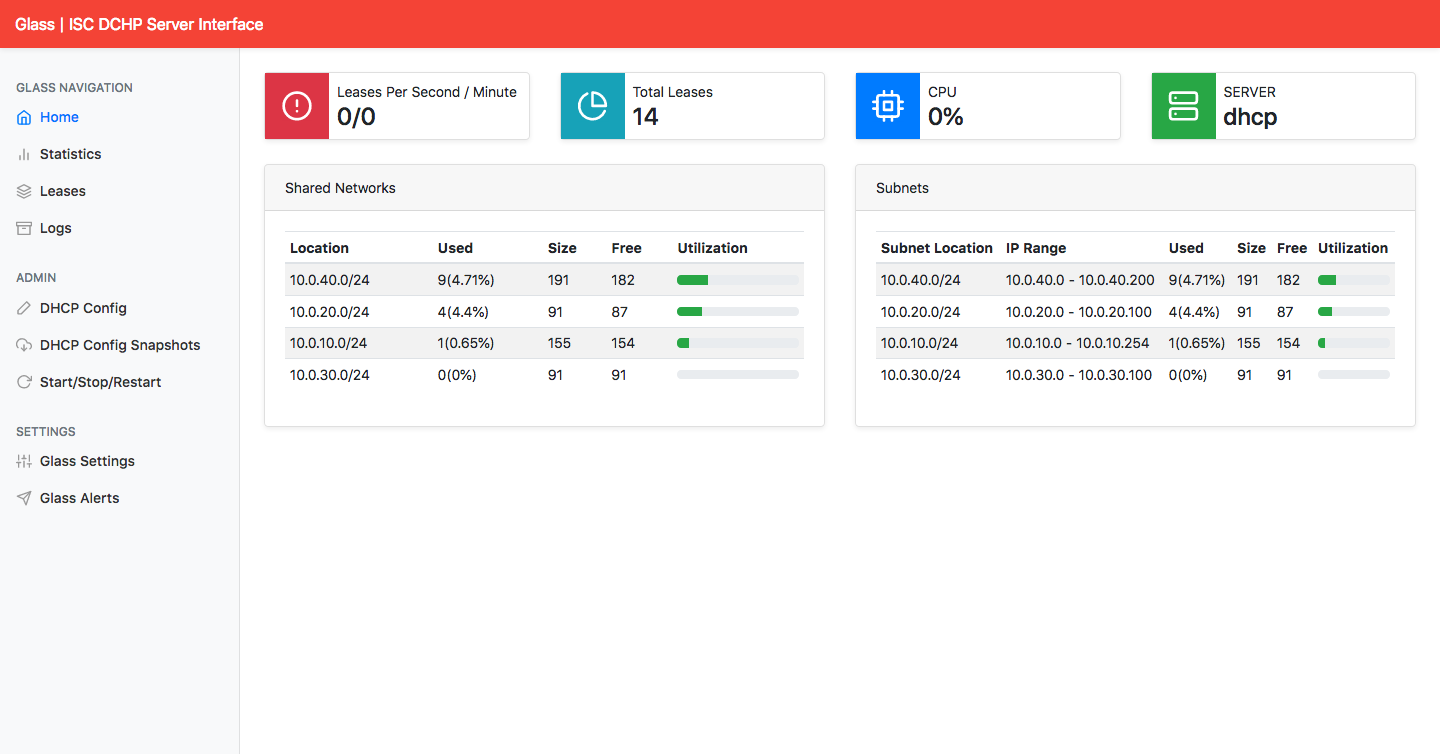 Glass | ISC DCHP Server Interface
GLASS NAVIGATION
Home
Statistics
Leases
Logs
ADMIN
DHCP Config
DHCP Config Snapshots
Start/Stop/Restart
SETTINGS
Glass Settings
Glass Alerts
Leases Per Second / Minute
0/0
Total Leases
14
CPU
0%
SERVER
dhcp
Shared Networks
Location Used Size Free Utilization
10.0.40.0/24 9(4.71%) 191 182
10.0.20.0/24 4(4.4%) 91 87
10.0.10.0/24 1(0.65%) 155 154
10.0.30.0/24 0(0%) 91 91
Subnets
Subnet Location IP Range Used Size Free Utilization
10.0.40.0/24 10.0.40.0 - 10.0.40.200 9(4.71%) 191 182
10.0.20.0/24 10.0.20.0 - 10.0.20.100 4(4.4%) 91 87
10.0.10.0/24 10.0.10.0 - 10.0.10.254 1(0.65%) 155 154
10.0.30.0/24 10.0.30.0 - 10.0.30.100 0(0%) 91 91